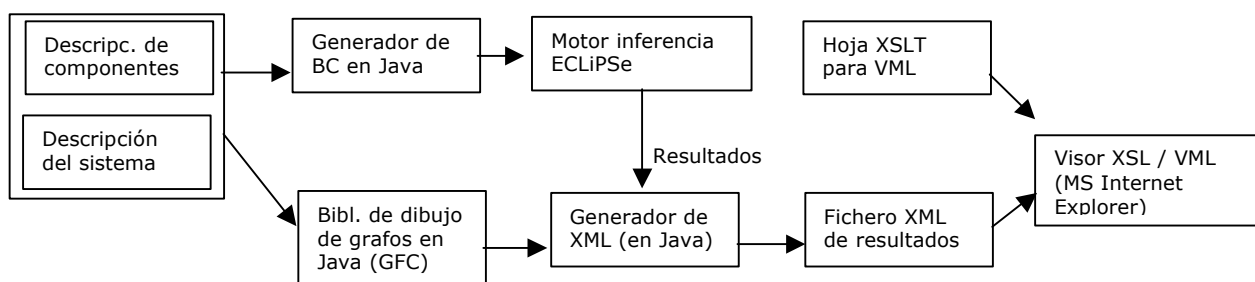 Descripc. de
componentes
Descripción
del sistema
Generador de
BC en Java
Motor inferencia
ECLiPSe
Hoja XSLT
para VML
Resultados
Bibl. de dibujo
de grafos en
Java (GFC)
Generador de
XML (en Java)
Fichero XML
de resultados
Visor XSL / VML
(MS Internet
Explorer)